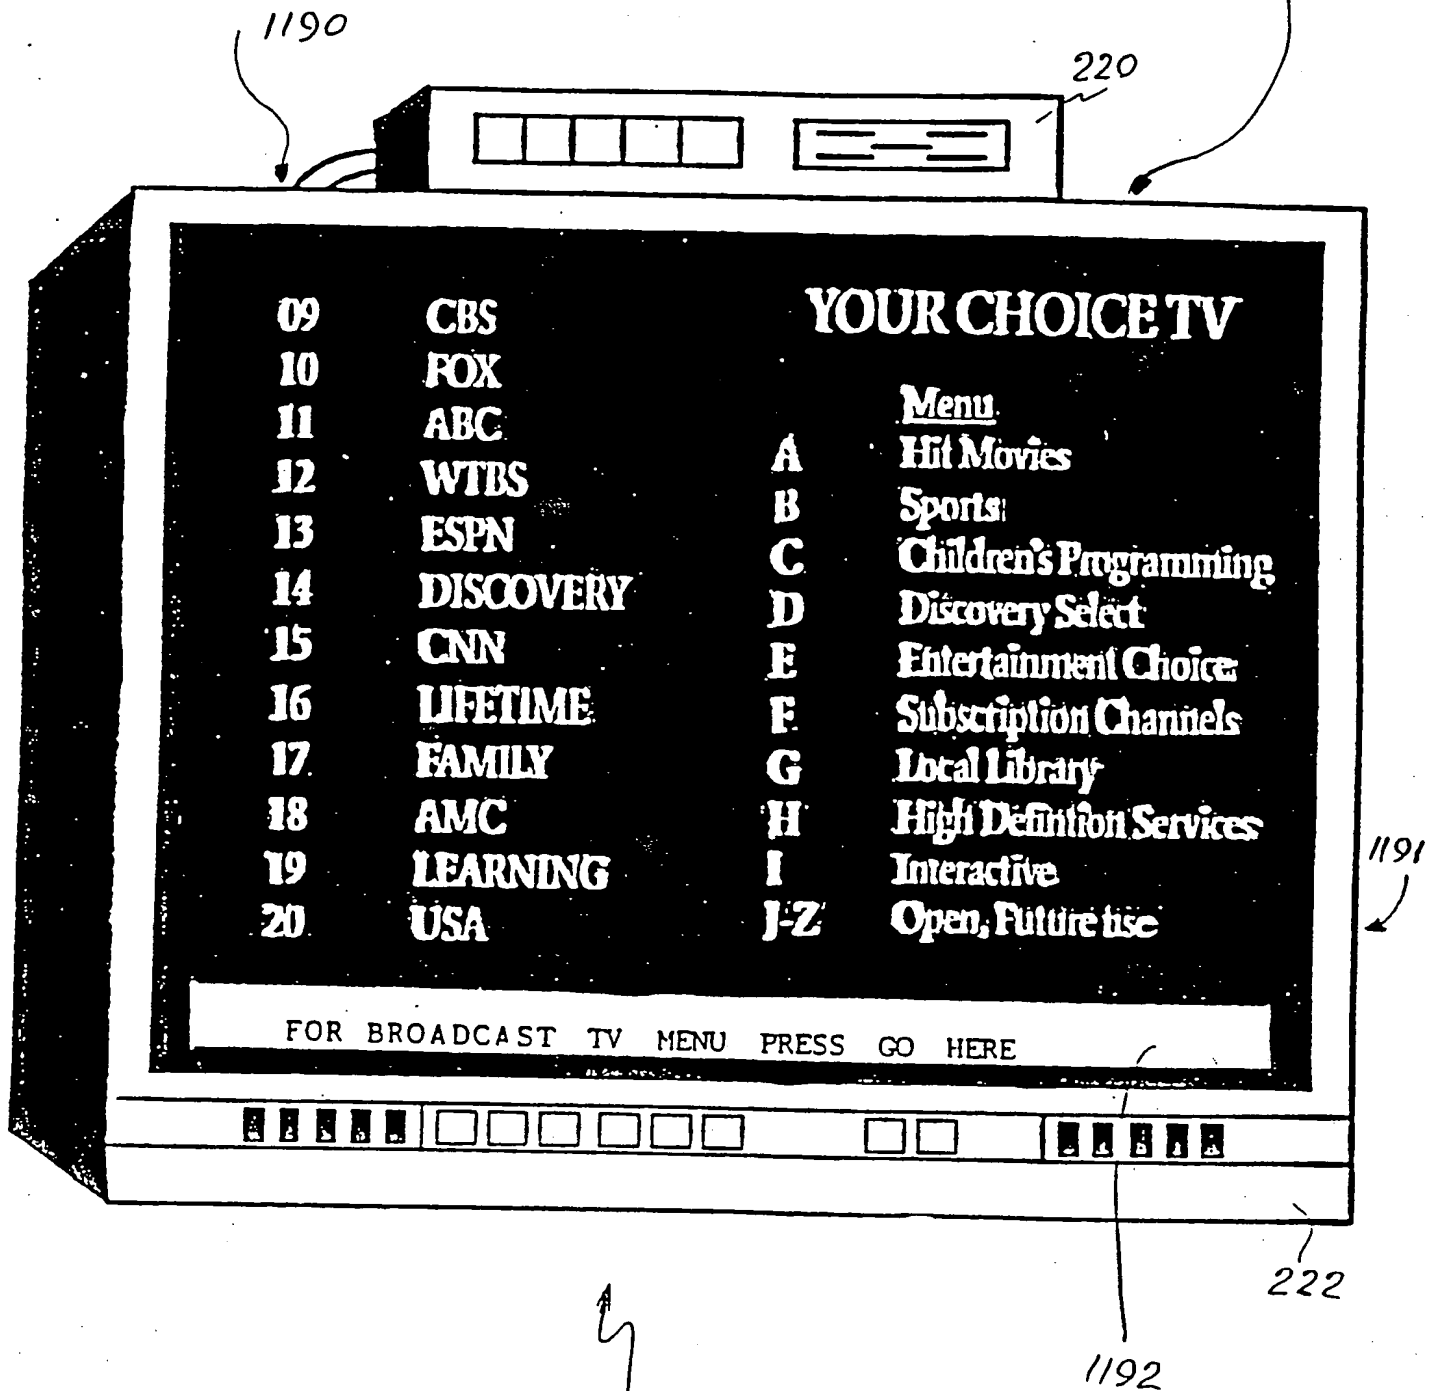 1190
220
09 CBS
10 FOX
11 ABC
12 WTBS
13 ESPN
14 DISCOVERY
15 CNN
16 LIFETIME
17 FAMILY
18 AMC
19 LEARNING
20 USA
YOUR CHOICE TV
Menu
A Hit Movies
B Sports
C Children's Programming
D Discovery Select
E Entertainment Choice
F Subscription Channels
G Local Library
H High Defintion Services
I Interactive
J-Z Open, Future use
1191
FOR BROADCAST TV MENU PRESS GO HERE
222
1192